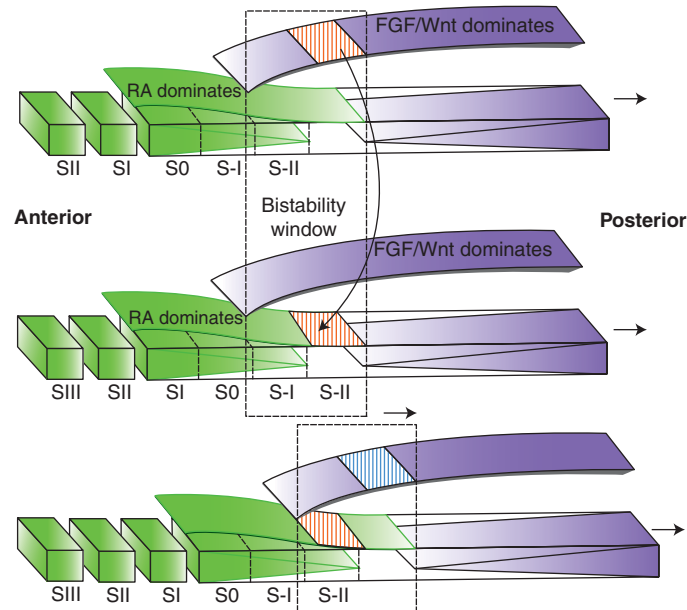 FGF/Wnt dominates
RA dominates
SII SI S0 S-I S-II
Anterior
Bistability
window
Posterior
FGF/Wnt dominates
RA dominates
SIII SII SI S0 S-I S-II
SIII SII SI S0 S-I S-II